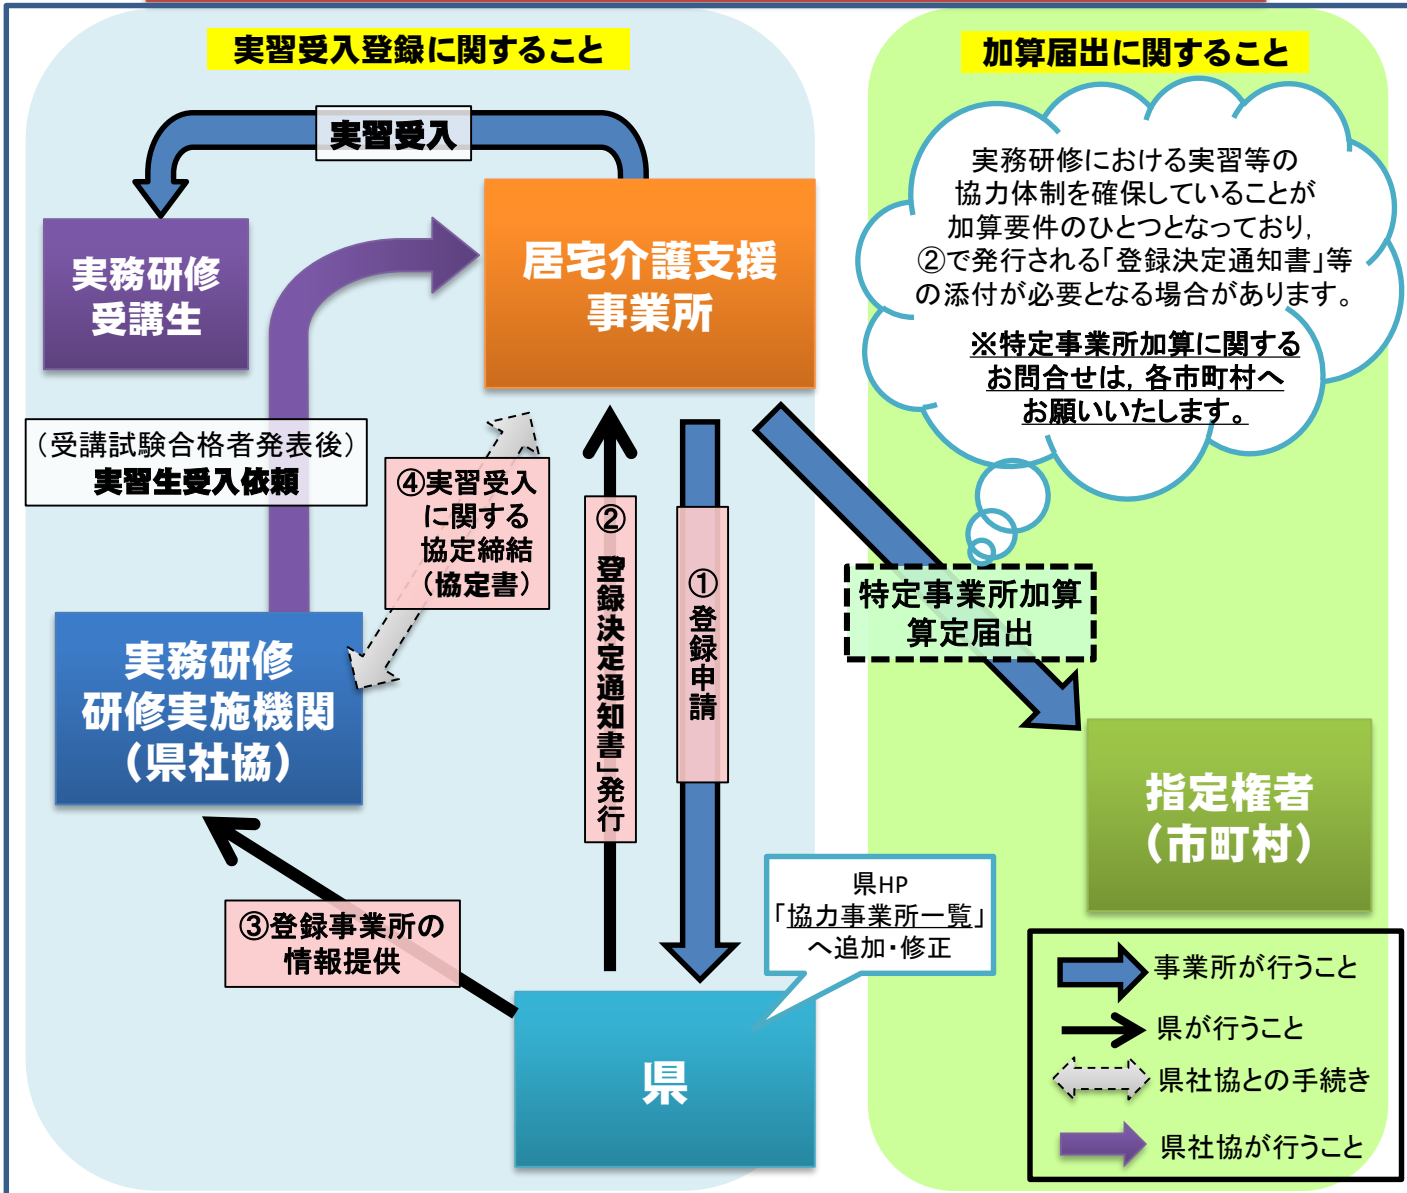 実習受入登録に関すること
加算届出に関すること
実習受入
実務研修における実習等の
協力体制を確保していることが
加算要件のひとつとなっており，
②で発行される「登録決定通知書」等
の添付が必要となる場合があります。
※特定事業所加算に関する
お問合せは，各市町村へ
お願いいたします。
実務研修
受講生
居宅介護支援
事業所
（受講試験合格者発表後）
実習生受入依頼
④実習受入
に関する
協定締結
（協定書）
②「登録決定通知書」発行
①登録申請
特定事業所加算
算定届出
実務研修
研修実施機関
（県社協）
指定権者
（市町村）
③登録事業所の
情報提供
県HP
「協力事業所一覧」
へ追加・修正
県
事業所が行うこと
県が行うこと
県社協との手続き
県社協が行うこと